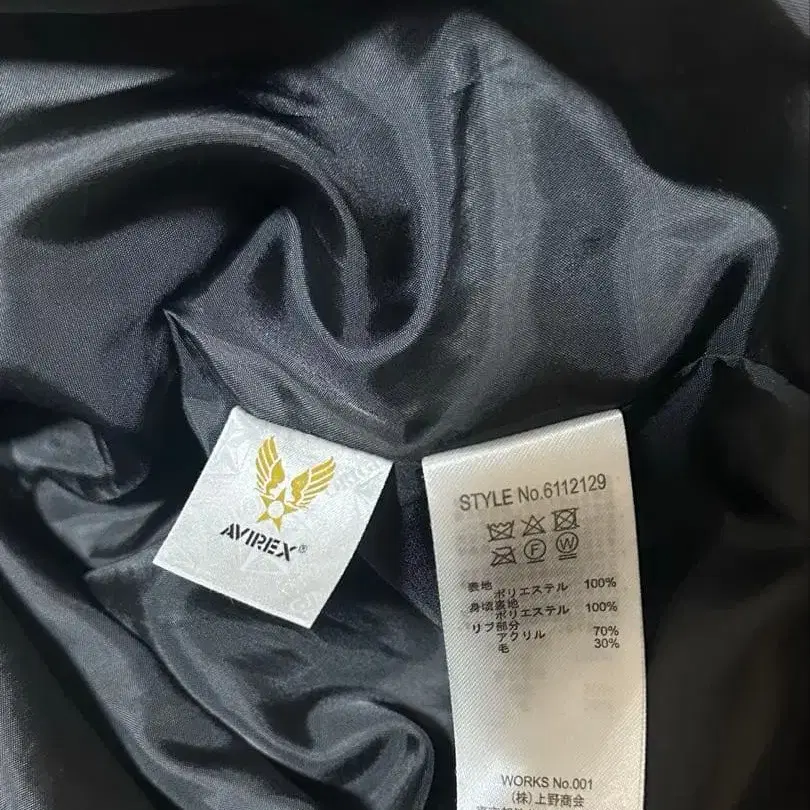 AVIREX®
STYLE No.6112129
F W
表地
ポリエステル 100%
身頃裏地
ポリエステル 100%
リブ部分
アクリル 70%
毛 30%
WORKS No.001
(株)上野商会